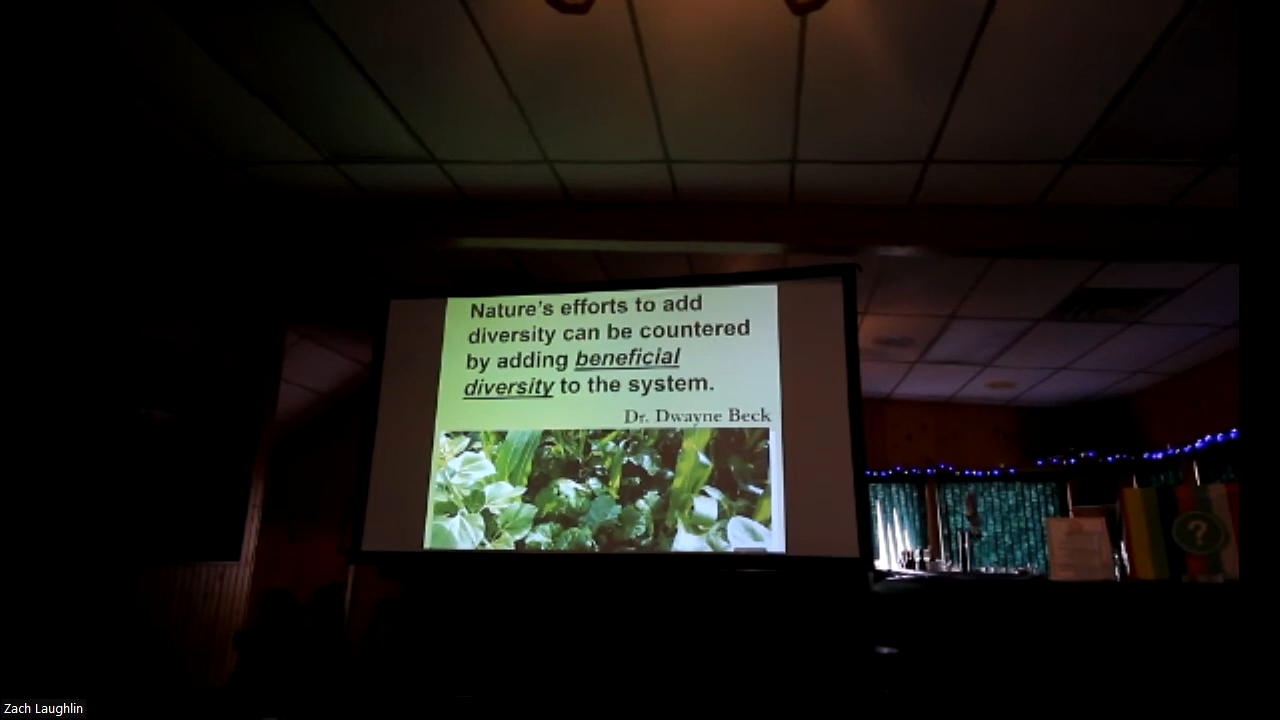 Nature's efforts to add
diversity can be countered
by adding beneficial
diversity to the system.
Dr. Dwayne Beck
?
Zach Laughlin